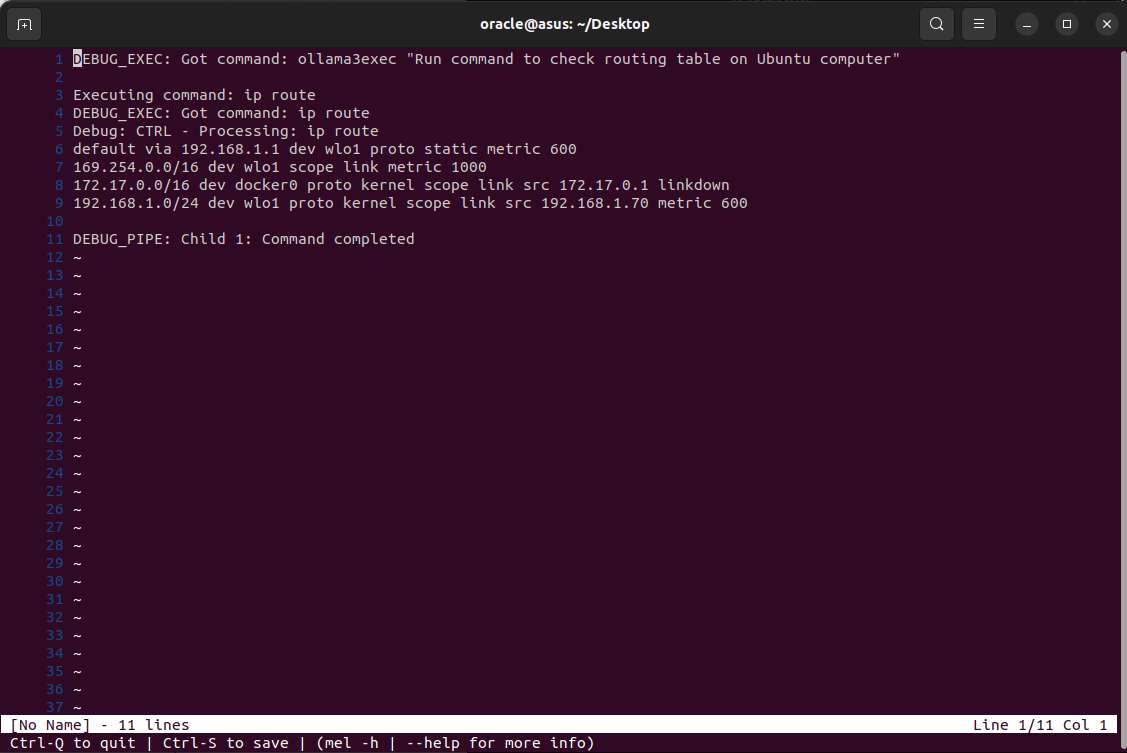 oracle@asus: ~/Desktop
1 DEBUG_EXEC: Got command: ollama3exec "Run command to check routing table on Ubuntu computer"
2
3 Executing command: ip route
4 DEBUG_EXEC: Got command: ip route
5 Debug: CTRL - Processing: ip route
6 default via 192.168.1.1 dev wlo1 proto static metric 600
7 169.254.0.0/16 dev wlo1 scope link metric 1000
8 172.17.0.0/16 dev docker0 proto kernel scope link src 172.17.0.1 linkdown
9 192.168.1.0/24 dev wlo1 proto kernel scope link src 192.168.1.70 metric 600
10
11 DEBUG_PIPE: Child 1: Command completed
12 ~
13 ~
14 ~
15 ~
16 ~
17 ~
18 ~
19 ~
20 ~
21 ~
22 ~
23 ~
24 ~
25 ~
26 ~
27 ~
28 ~
29 ~
30 ~
31 ~
32 ~
33 ~
34 ~
35 ~
36 ~
37 ~
[No Name] - 11 lines Line 1/11 Col 1
Ctrl-Q to quit | Ctrl-S to save | (mel -h | --help for more info)